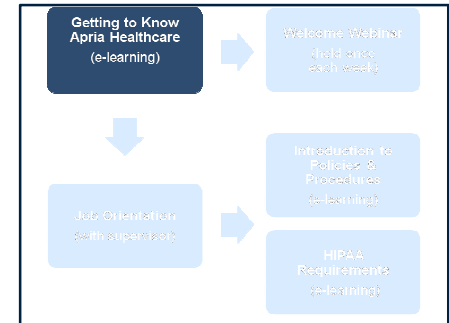 Getting to Know
Apria Healthcare
(e-learning)
Welcome Webinar
(held once
each week)
Job Orientation
(with supervisor)
Introduction to
Policies &
Procedures
(e-learning)
HIPAA
Requirements
(e-learning)